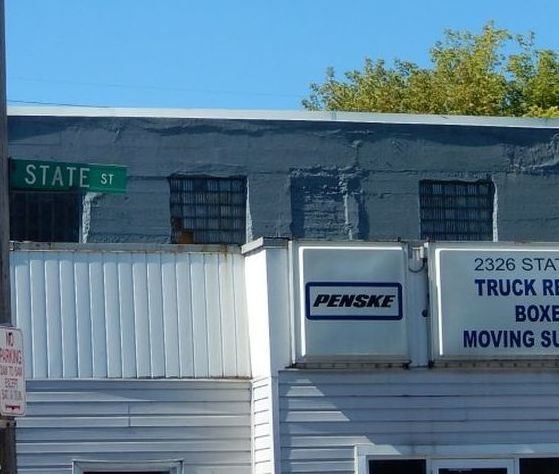 STATE ST
PENSKE
2326 STAT
TRUCK RE
BOXE
MOVING SU
NO
PARKING